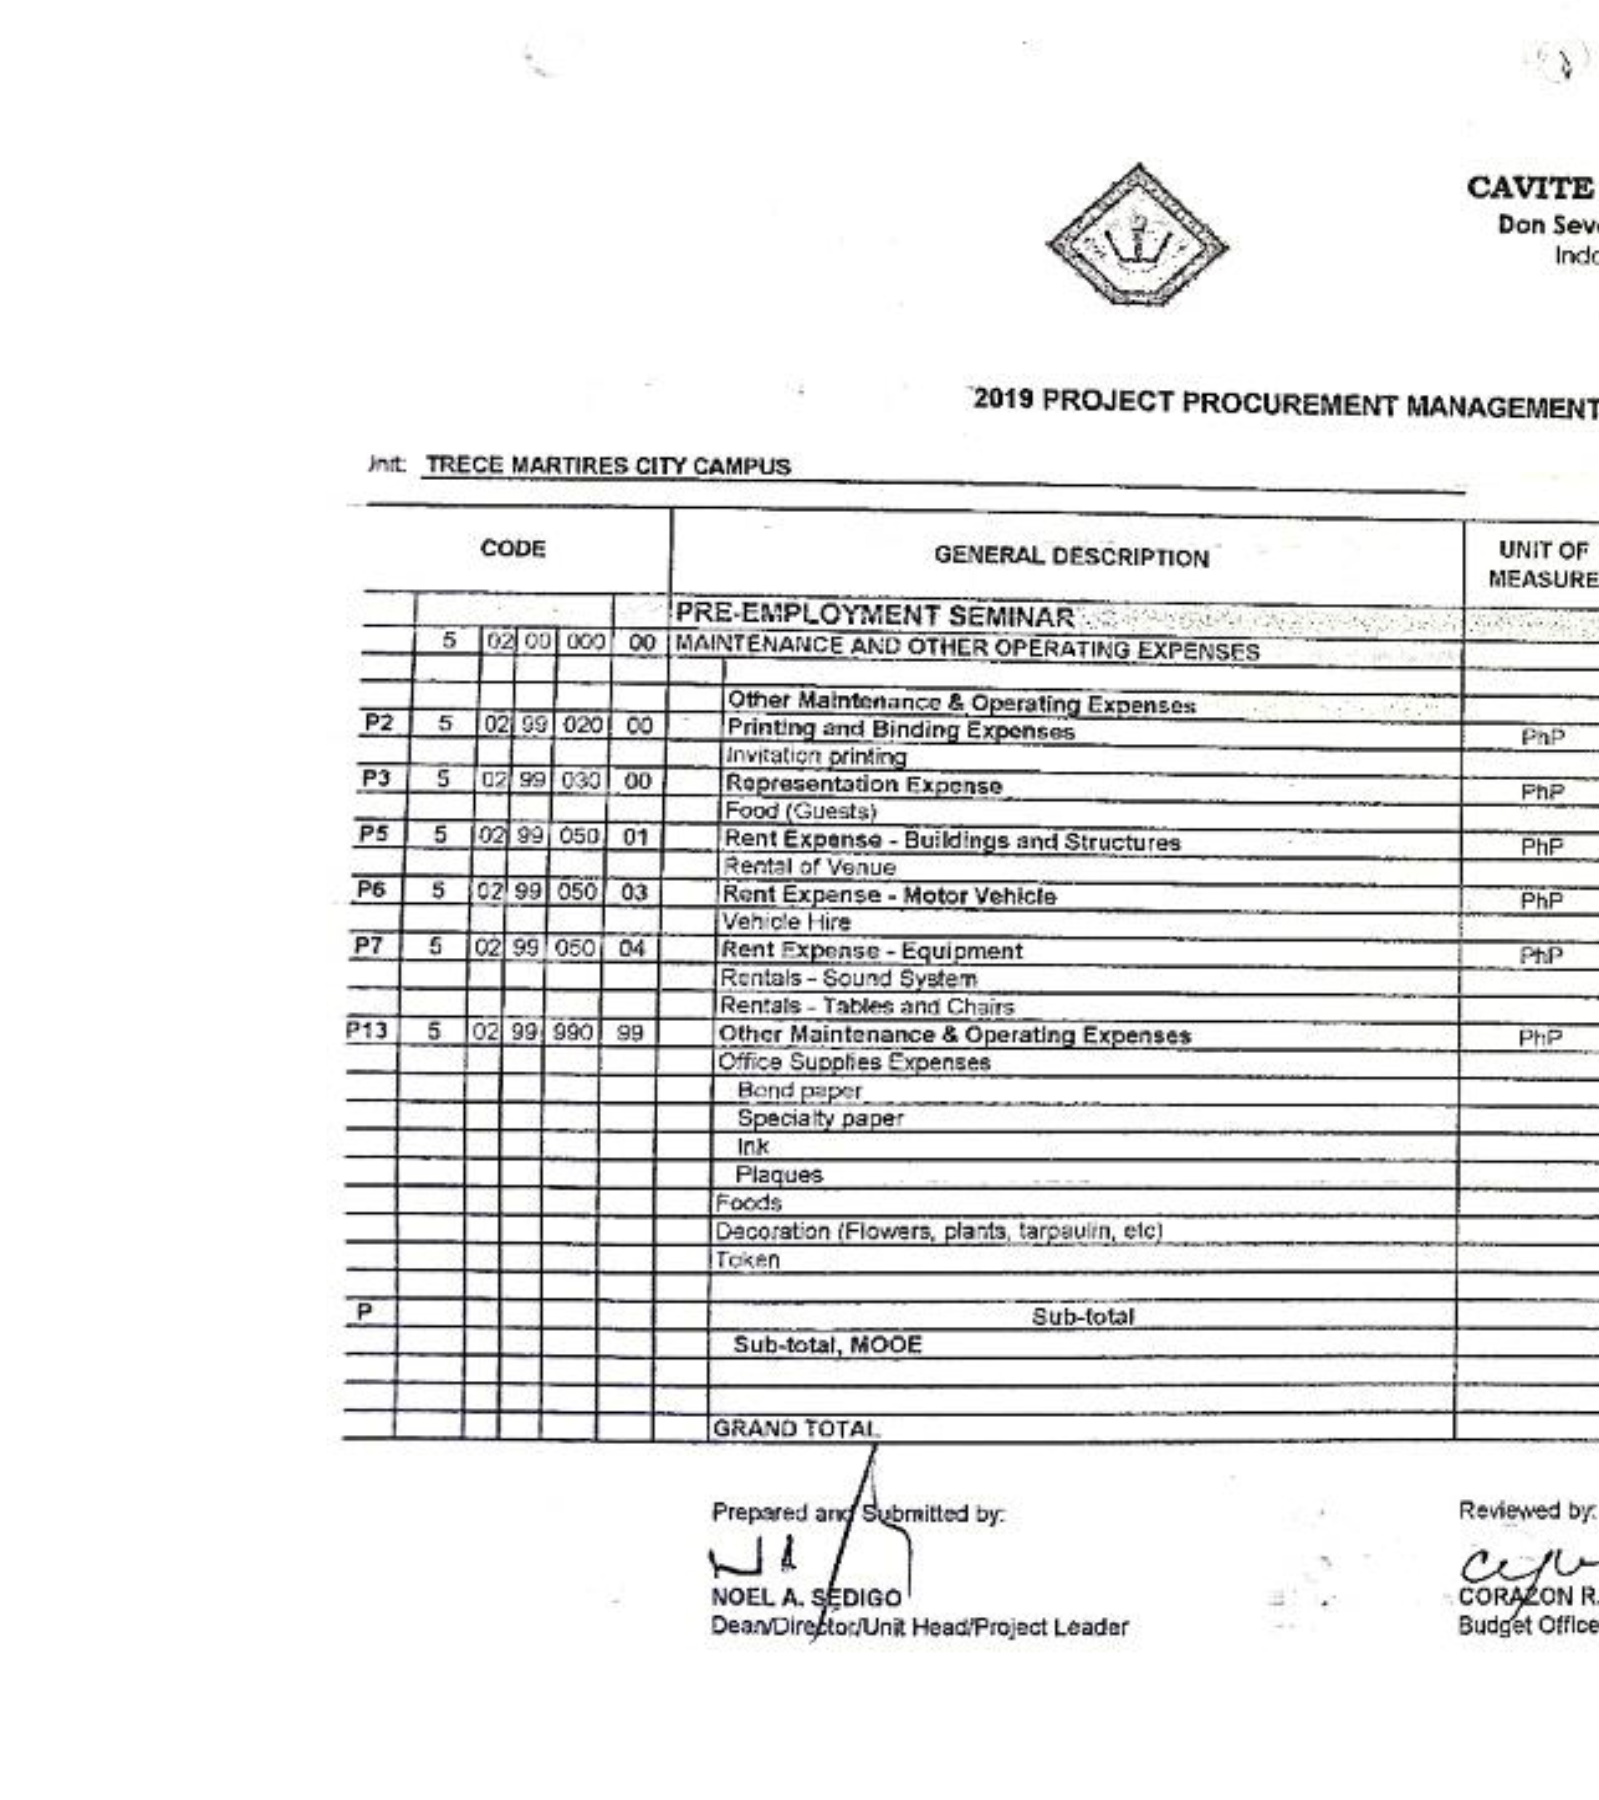 CAVITE
Don Seve
Inda
2019 PROJECT PROCUREMENT MANAGEMENT
Unit: TRECE MARTIRES CITY CAMPUS
CODE GENERAL DESCRIPTION UNIT OF
MEASURE
PRE-EMPLOYMENT SEMINAR
5 02 00 000 00 MAINTENANCE AND OTHER OPERATING EXPENSES
Other Maintenance & Operating Expenses
P2 5 02 99 020 00 Printing and Binding Expenses PhP
Invitation printing
P3 5 02 99 030 00 Representation Expense PhP
Food (Guests)
P5 5 02 99 050 01 Rent Expense - Buildings and Structures PhP
Rental of Venue
P6 5 02 99 050 03 Rent Expense - Motor Vehicle PhP
Vehicle Hire
P7 5 02 99 050 04 Rent Expense - Equipment PhP
Rentals - Sound System
Rentals - Tables and Chairs
P13 5 02 99 990 99 Other Maintenance & Operating Expenses PhP
Office Supplies Expenses
Bond paper
Specialty paper
Ink
Plaques
Foods
Decoration (Flowers, plants, tarpaulin, etc)
Token
P Sub-total
Sub-total, MOOE
GRAND TOTAL
Prepared and Submitted by: Reviewed by:
NOEL A. SEDIGO CORAZON R.
Dean/Director/Unit Head/Project Leader Budget Office